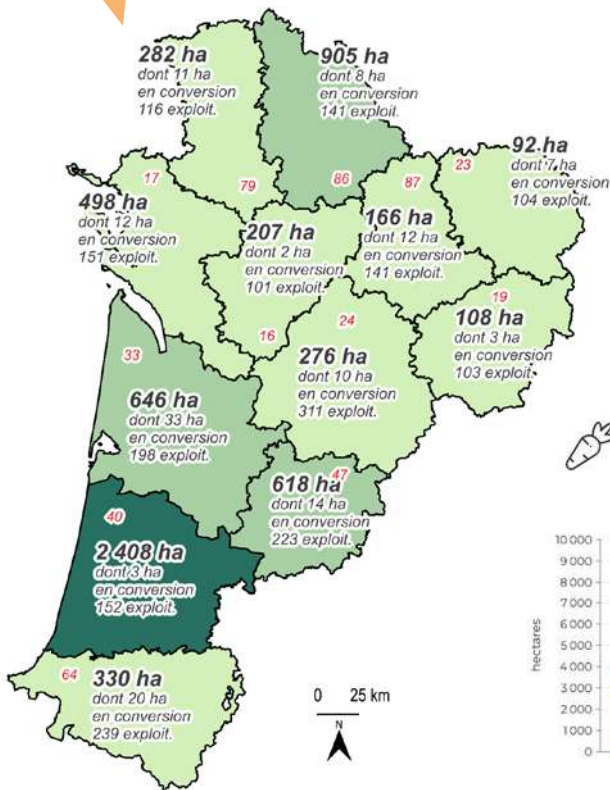 282 ha
dont 11 ha
en conversion
116 exploit.
79
905 ha
dont 8 ha
en conversion
141 exploit.
86
92 ha
dont 7 ha
en conversion
104 exploit.
23
17
498 ha
dont 12 ha
en conversion
151 exploit.
207 ha
dont 2 ha
en conversion
101 exploit.
16
87
166 ha
dont 12 ha
en conversion
141 exploit.
19
108 ha
dont 3 ha
en conversion
103 exploit.
24
276 ha
dont 10 ha
en conversion
311 exploit.
33
646 ha
dont 33 ha
en conversion
198 exploit.
47
618 ha
dont 14 ha
en conversion
223 exploit.
40
2 408 ha
dont 3 ha
en conversion
152 exploit.
64
330 ha
dont 20 ha
en conversion
239 exploit.
0 25 km
N
hectares
10 000
9 000
8 000
7 000
6 000
5 000
4 000
3 000
2 000
1 000
0